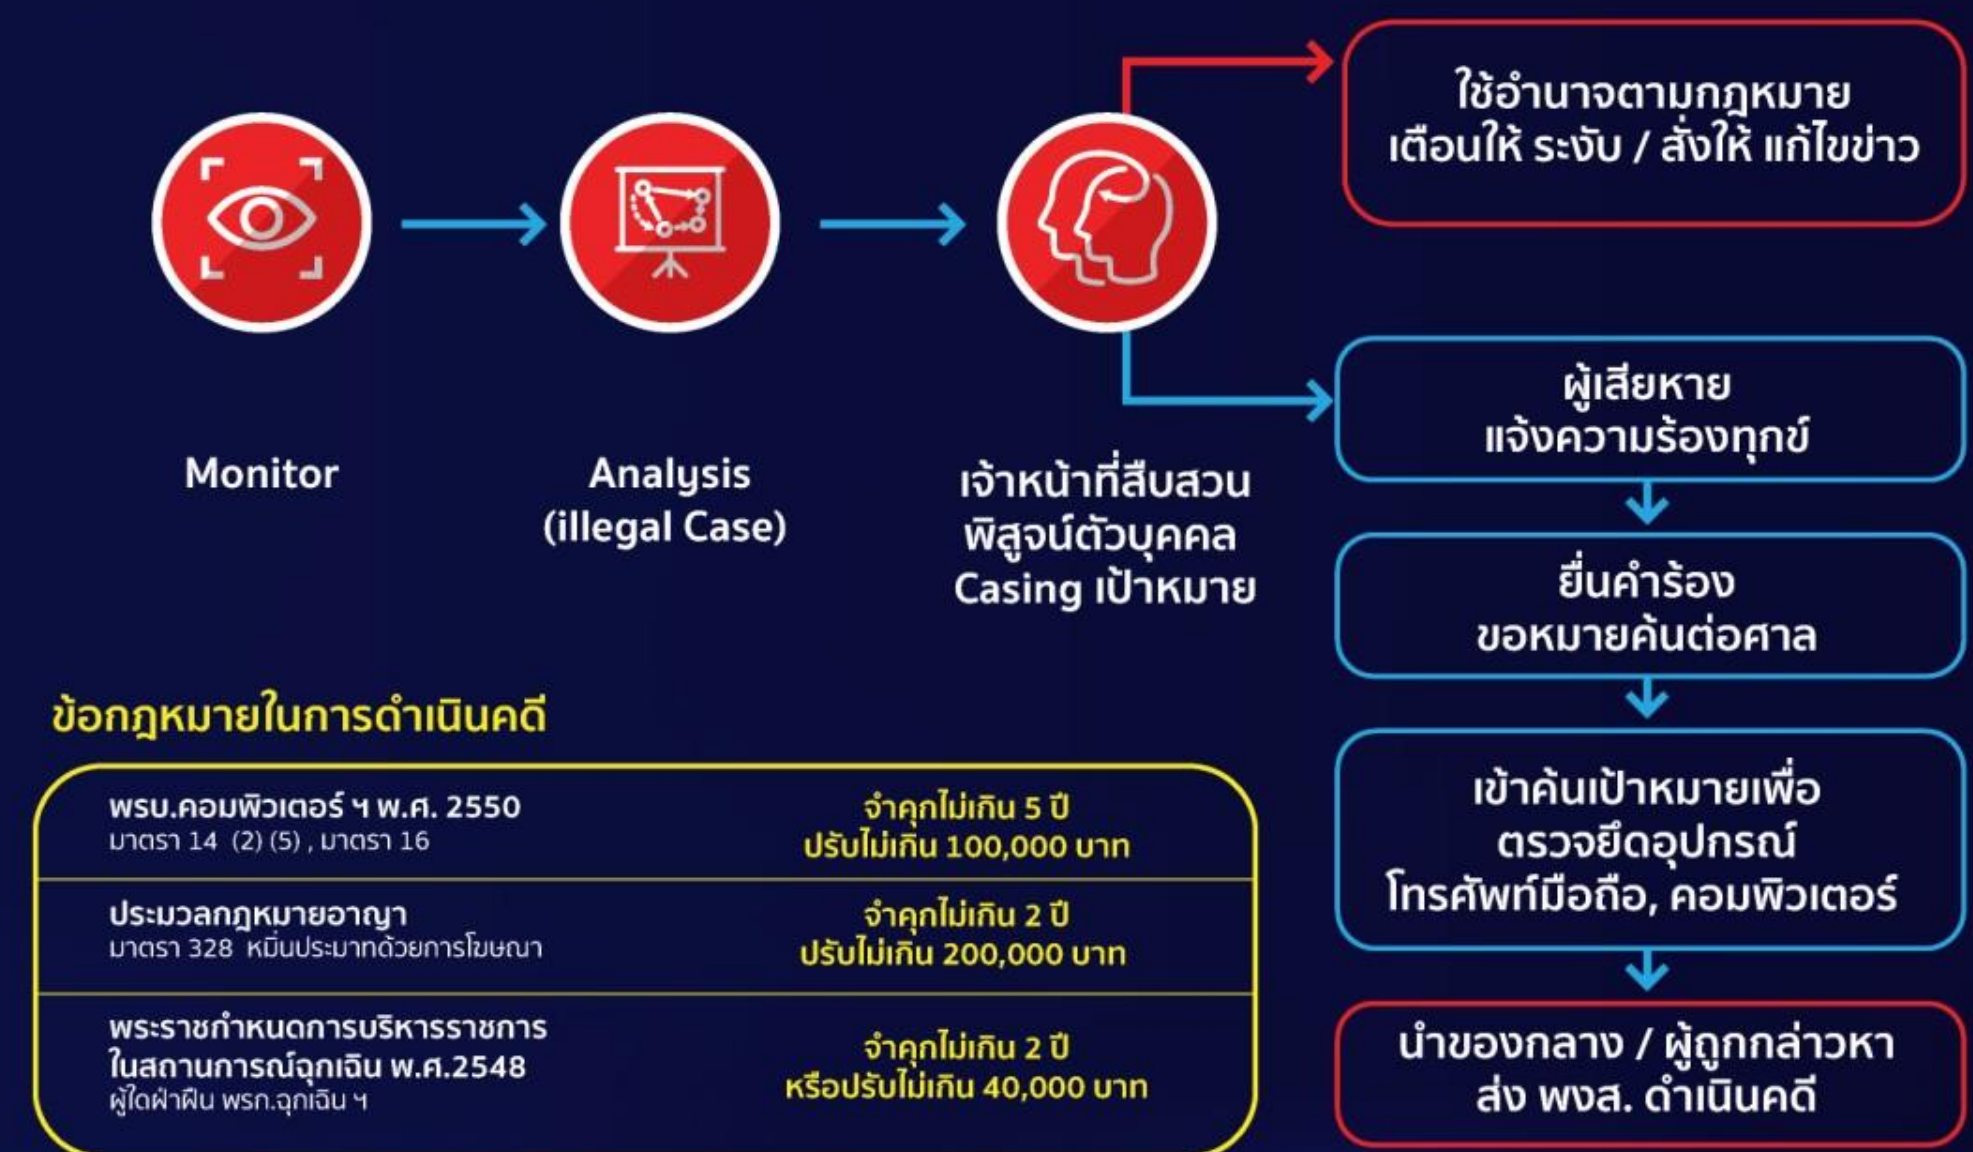 Monitor
Analysis
(illegal Case)
เจ้าหน้าที่สืบสวน
พิสูจน์ตัวบุคคล
Casing เป้าหมาย
ใช้อำนาจตามกฎหมาย
เตือนให้ ระงับ / สั่งให้ แก้ไขข่าว
ผู้เสียหาย
แจ้งความร้องทุกข์
ยื่นคำร้อง
ขอหมายค้นต่อศาล
เข้าค้นเป้าหมายเพื่อ
ตรวจยึดอุปกรณ์
โทรศัพท์มือถือ, คอมพิวเตอร์
นำของกลาง / ผู้ถูกกล่าวหา
ส่ง พงส. ดำเนินคดี
ข้อกฎหมายในการดำเนินคดี
พรบ.คอมพิวเตอร์ ฯ พ.ศ. 2550
มาตรา 14 (2) (5) , มาตรา 16
จำคุกไม่เกิน 5 ปี
ปรับไม่เกิน 100,000 บาท
ประมวลกฎหมายอาญา
มาตรา 328 หมิ่นประมาทด้วยการโฆษณา
จำคุกไม่เกิน 2 ปี
ปรับไม่เกิน 200,000 บาท
พระราชกำหนดการบริหารราชการ
ในสถานการณ์ฉุกเฉิน พ.ศ.2548
ผู้ใดฝ่าฝืน พรก.ฉุกเฉิน ฯ
จำคุกไม่เกิน 2 ปี
หรือปรับไม่เกิน 40,000 บาท